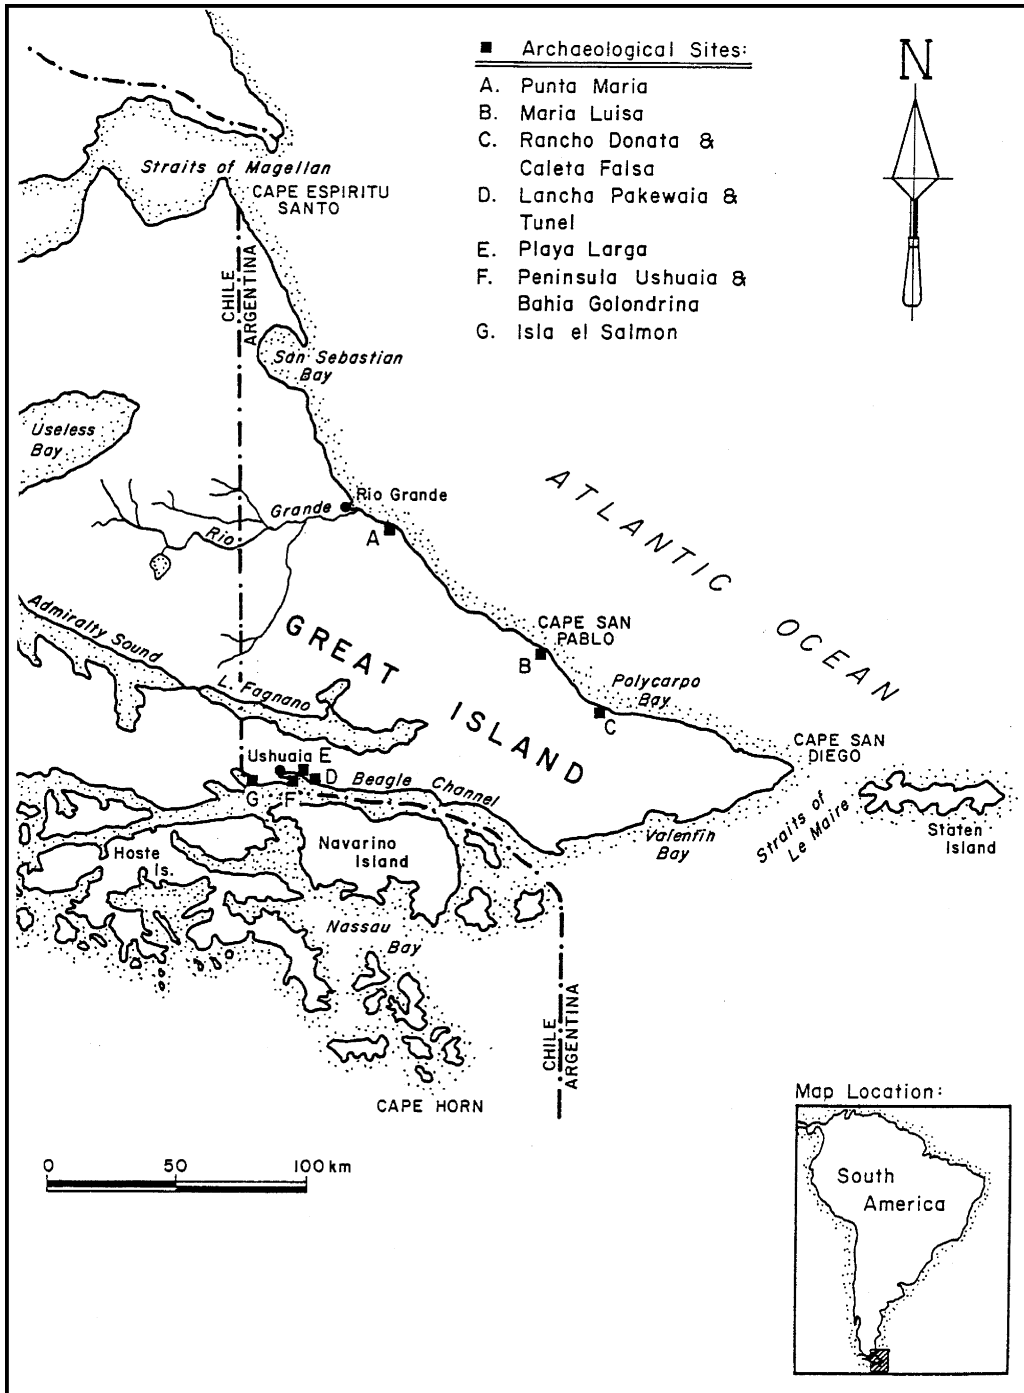 ■ Archaeological Sites:
A. Punta Maria
B. Maria Luisa
C. Rancho Donata &
Caleta Falsa
D. Lancha Pakewaia &
Tunel
E. Playa Larga
F. Peninsula Ushuaia &
Bahia Golondrina
G. Isla el Salmon
N
Straits of Magellan
CAPE ESPIRITU
SANTO
CHILE
ARGENTINA
San Sebastian
Bay
Useless
Bay
Rio Grande
Rio Grande
A
ATLANTIC
OCEAN
Admiralty Sound
GREAT
ISLAND
CAPE SAN
PABLO
B
Polycarpo
Bay
C
L. Fagnano
CAPE SAN
DIEGO
Ushuaia E
G F D Beagle Channel
Straits of
Le Maire
Staten
Island
Valentin
Bay
Hoste
Is.
Navarino
Island
Nassau
Bay
CHILE
ARGENTINA
CAPE HORN
0 50 100 km
Map Location:
South
America